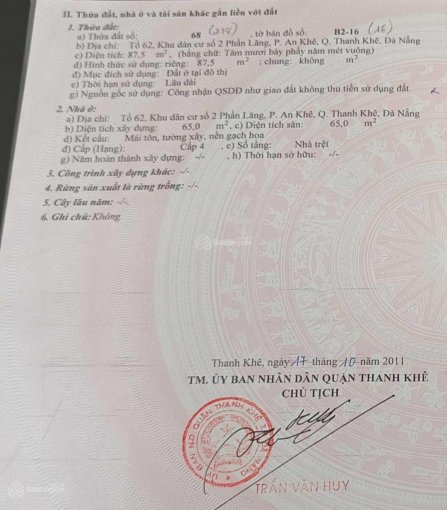 II. Thửa đất, nhà ở và tài sản khác gắn liền với đất
1. Thửa đất:
a) Thửa đất số: 68 , tờ bản đồ số: B2-16 (16)
b) Địa chỉ: Tổ 62, Khu dân cư số 2 Phần Lăng, P. An Khê, Q. Thanh Khê, Đà Nẵng
c) Diện tích: 87,5 m², (bằng chữ: Tám mươi bảy phẩy năm mét vuông)
d) Hình thức sử dụng: riêng: 87,5 m² ; chung: không m²
đ) Mục đích sử dụng: Đất ở tại đô thị
e) Thời hạn sử dụng: Lâu dài
g) Nguồn gốc sử dụng: Công nhận QSDĐ như giao đất không thu tiền sử dụng đất
2. Nhà ở:
a) Địa chỉ: Tổ 62, Khu dân cư số 2 Phần Lăng, P. An Khê, Q. Thanh Khê, Đà Nẵng
b) Diện tích xây dựng: 65,0 m², c) Diện tích sàn: 65,0 m²
d) Kết cấu: Mái tôn, tường xây, nền gạch hoa
đ) Cấp (Hạng): Cấp 4 , e) Số tầng: Nhà trệt
g) Năm hoàn thành xây dựng: -/- , h) Thời hạn sở hữu: -/-
3. Công trình xây dựng khác: -/-
4. Rừng sản xuất là rừng trồng: -/-
5. Cây lâu năm: -/-
6. Ghi chú: Không.
Thanh Khê, ngày 17 tháng 10 năm 2011
TM. ỦY BAN NHÂN DÂN QUẬN THANH KHÊ
CHỦ TỊCH
ỦY BAN N.D QUẬN THANH KHÊ
TRẦN VĂN HUY
Batdongsan